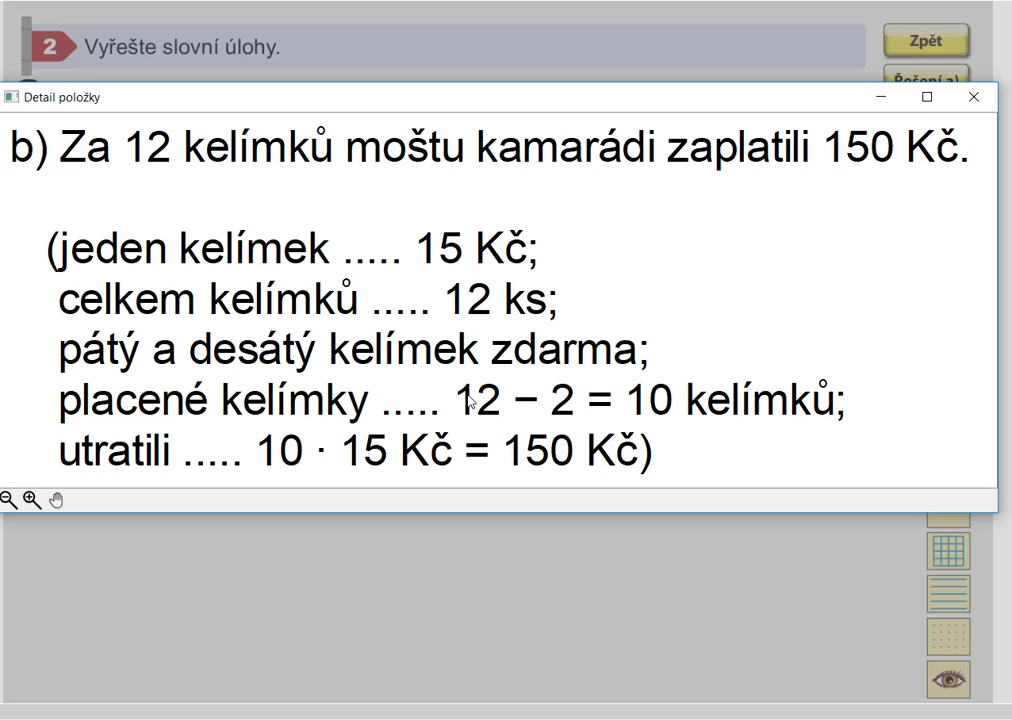 2 Vyřešte slovní úlohy.
Zpět
Řešení a)
Detail položky
b) Za 12 kelímků moštu kamarádi zaplatili 150 Kč.
(jeden kelímek ..... 15 Kč;
celkem kelímků ..... 12 ks;
pátý a desátý kelímek zdarma;
placené kelímky ..... 12 − 2 = 10 kelímků;
utratili ..... 10 · 15 Kč = 150 Kč)